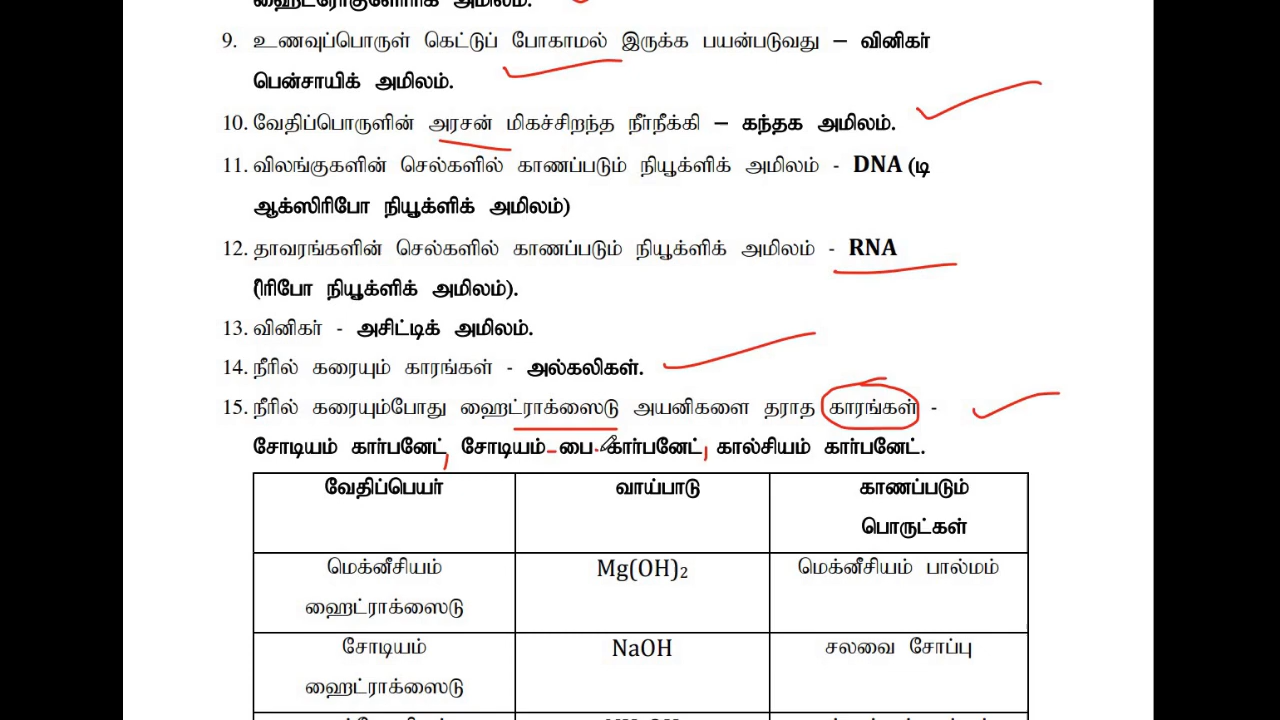 ஹைட்ரோகுளோரிக் அமிலம்.
9. உணவுப்பொருள் கெட்டுப் போகாமல் இருக்க பயன்படுவது – வினிகர்
பென்சாயிக் அமிலம்.
10. வேதிப்பொருளின் அரசன் மிகச்சிறந்த நீர்நீக்கி – கந்தக அமிலம்.
11. விலங்குகளின் செல்களில் காணப்படும் நியூக்ளிக் அமிலம் - DNA (டி
ஆக்ஸிரிபோ நியூக்ளிக் அமிலம்)
12. தாவரங்களின் செல்களில் காணப்படும் நியூக்ளிக் அமிலம் - RNA
(ரிபோ நியூக்ளிக் அமிலம்).
13. வினிகர் - அசிட்டிக் அமிலம்.
14. நீரில் கரையும் காரங்கள் - அல்கலிகள்.
15. நீரில் கரையும்போது ஹைட்ராக்ஸைடு அயனிகளை தராத காரங்கள் -
சோடியம் கார்பனேட், சோடியம் பை கார்பனேட், கால்சியம் கார்பனேட்.
வேதிப்பெயர் வாய்பாடு காணப்படும்
பொருட்கள்
மெக்னீசியம் Mg(OH)₂ மெக்னீசியம் பால்மம்
ஹைட்ராக்ஸைடு
சோடியம் NaOH சலவை சோப்பு
ஹைட்ராக்ஸைடு